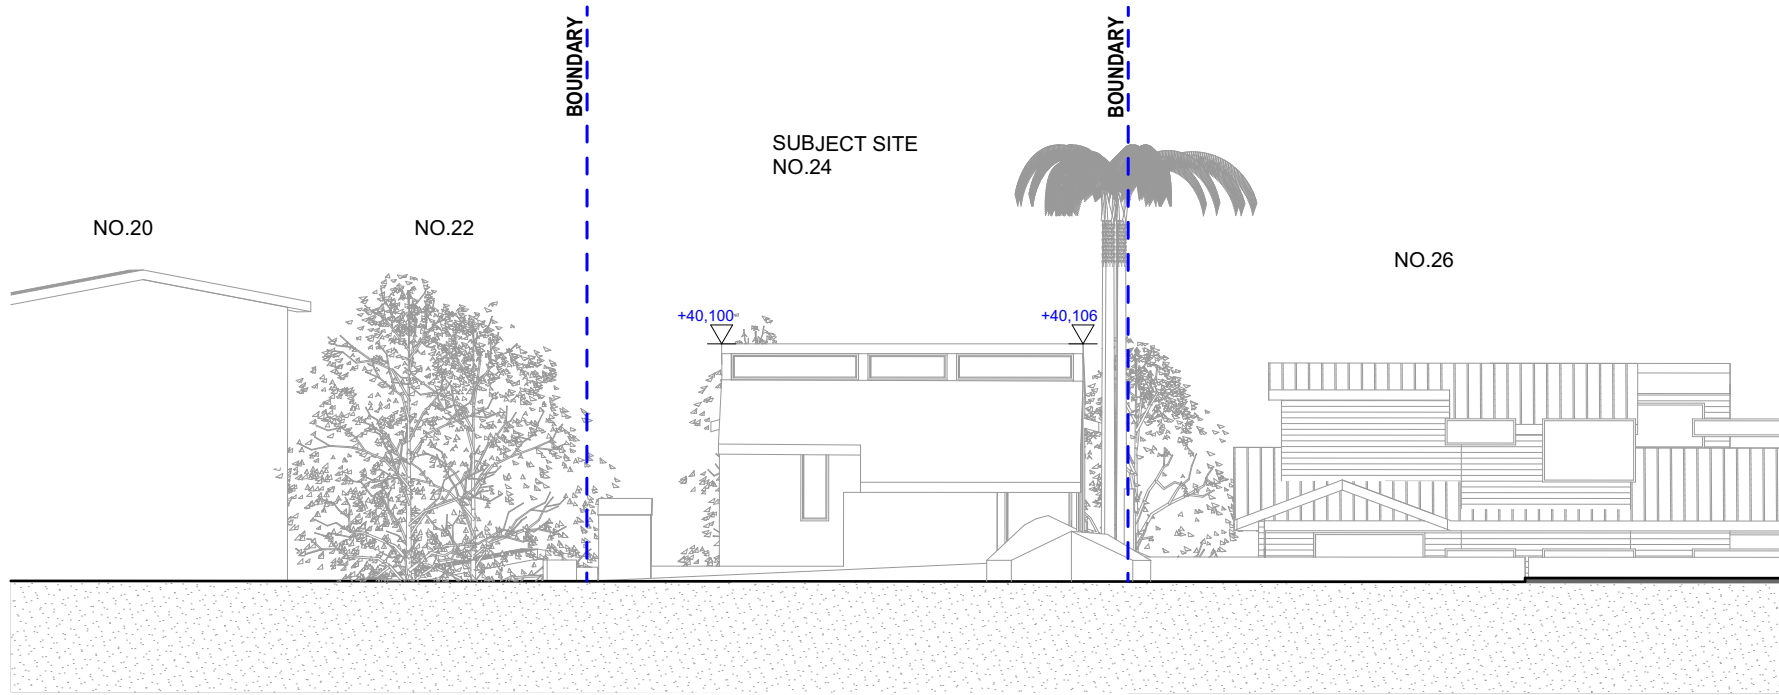 BOUNDARY
BOUNDARY
SUBJECT SITE
NO.24
NO.20
NO.22
NO.26
+40,100
+40,106